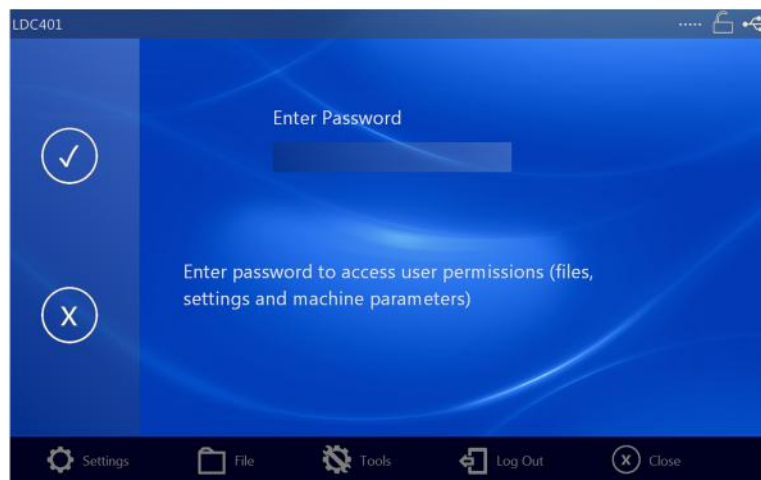 LDC401
Enter Password
✓
Enter password to access user permissions (files,
settings and machine parameters)
X
Settings
File
Tools
Log Out
X
Close